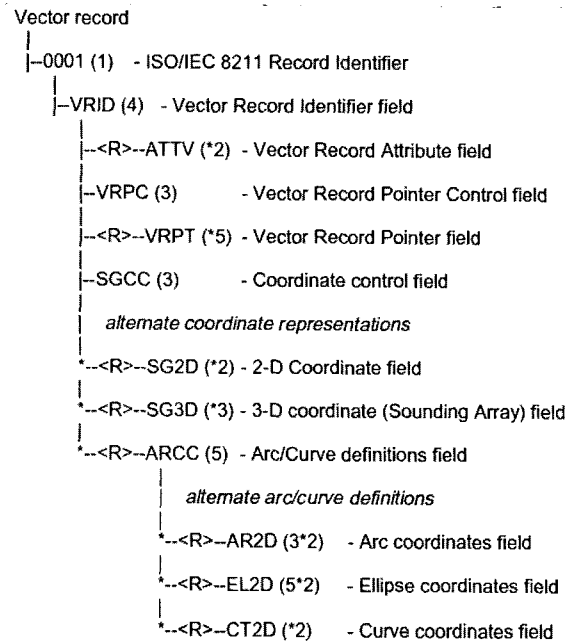 Vector record
|--0001 (1) - ISO/IEC 8211 Record Identifier
|--VRID (4) - Vector Record Identifier field
|--<R>--ATTV (*2) - Vector Record Attribute field
|--VRPC (3) - Vector Record Pointer Control field
|--<R>--VRPT (*5) - Vector Record Pointer field
|--SGCC (3) - Coordinate control field
alternate coordinate representations
*--<R>--SG2D (*2) - 2-D Coordinate field
*--<R>--SG3D (*3) - 3-D coordinate (Sounding Array) field
*--<R>--ARCC (5) - Arc/Curve definitions field
alternate arc/curve definitions
*--<R>--AR2D (3*2) - Arc coordinates field
*--<R>--EL2D (5*2) - Ellipse coordinates field
*--<R>--CT2D (*2) - Curve coordinates field